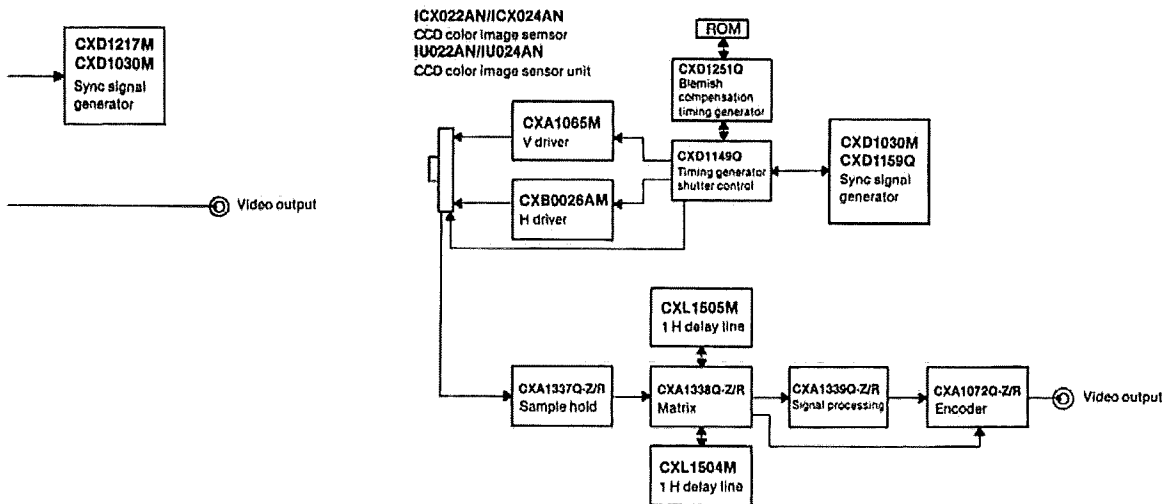 CXD1217M
CXD1030M
Sync signal
generator
Video output
ICX022AN/ICX024AN
CCD color image sensor
IU022AN/IU024AN
CCD color image sensor unit
ROM
CXD1251Q
Blemish
compensation
timing generator
CXA1065M
V driver
CXD1149Q
Timing generator
shutter control
CXD1030M
CXD1159Q
Sync signal
generator
CXB0026AM
H driver
CXL1505M
1 H delay line
CXA1337Q-Z/R
Sample hold
CXA1338Q-Z/R
Matrix
CXA1339Q-Z/R
Signal processing
CXA1072Q-Z/R
Encoder
Video output
CXL1504M
1 H delay line